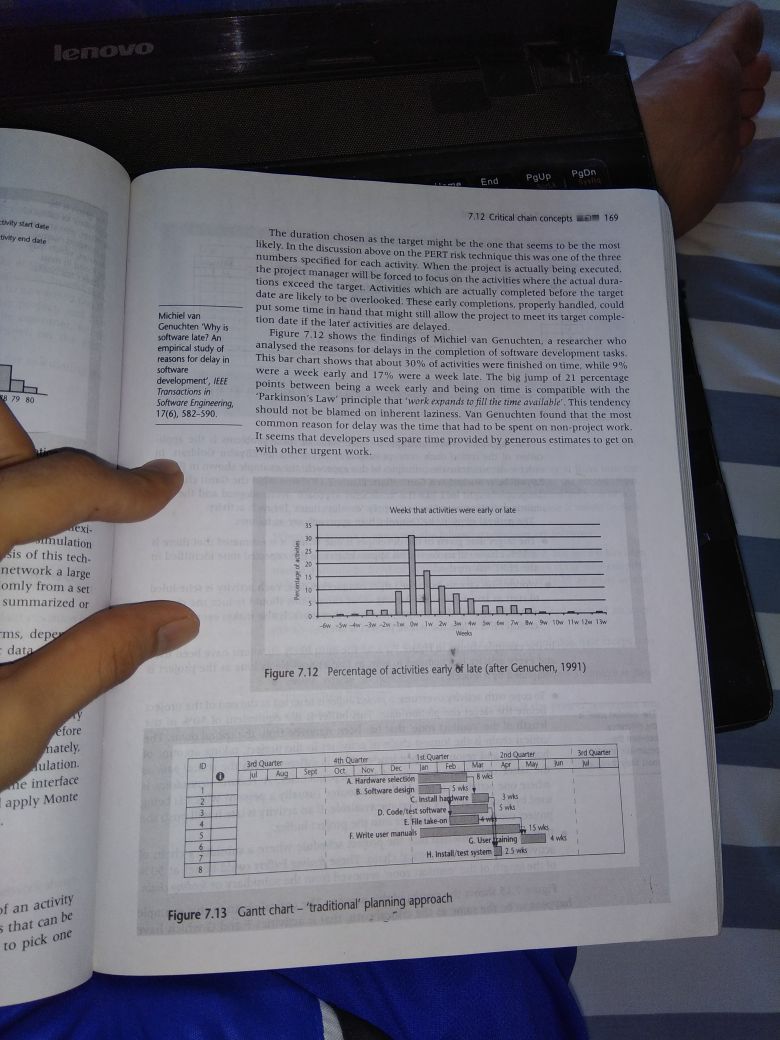 lenovo
End
PgUp
PgDn
tivity start date
tivity end date
78 79 80
exi-
mulation
sis of this tech-
network a large
omly from a set
summarized or
data
efore
nately.
ulation.
he interface
apply Monte
of an activity
s that can be
to pick one
7.12 Critical chain concepts 169
The duration chosen as the target might be the one that seems to be the most
likely. In the discussion above on the PERT risk technique this was one of the three
numbers specified for each activity. When the project is actually being executed,
the project manager will be forced to focus on the activities where the actual dura-
tions exceed the target. Activities which are actually completed before the target
date are likely to be overlooked. These early completions, properly handled, could
put some time in hand that might still allow the project to meet its target comple-
tion date if the later activities are delayed.
Figure 7.12 shows the findings of Michiel van Genuchten, a researcher who
analysed the reasons for delays in the completion of software development tasks.
This bar chart shows that about 30% of activities were finished on time, while 9%
were a week early and 17% were a week late. The big jump of 21 percentage
points between being a week early and being on time is compatible with the
'Parkinson's Law' principle that 'work expands to fill the time available'. This tendency
should not be blamed on inherent laziness. Van Genuchten found that the most
common reason for delay was the time that had to be spent on non-project work.
It seems that developers used spare time provided by generous estimates to get on
with other urgent work.
Michiel van
Genuchten 'Why is
software late? An
empirical study of
reasons for delay in
software
development', IEEE
Transactions in
Software Engineering,
17(6), 582–590.
Weeks that activities were early or late
Percentage of activities
35
30
25
20
15
10
5
0
–6w –5w –4w –3w –2w –1w 0w 1w 2w 3w 4w 5w 6w 7w 8w 9w 10w 11w 12w 13w
Weeks
Figure 7.12 Percentage of activities early or late (after Genuchen, 1991)
ID 3rd Quarter 4th Quarter 1st Quarter 2nd Quarter 3rd Quarter
Jul Aug Sept Oct Nov Dec Jan Feb Mar Apr May Jun Jul
A. Hardware selection 8 wks
1 B. Software design 5 wks
2 C. Install hardware 3 wks
3 D. Code/test software 5 wks
4 E. File take-on 4 wks
5 F. Write user manuals 15 wks
6 G. User training 4 wks
7 H. Install/test system 2.5 wks
8
Figure 7.13 Gantt chart – 'traditional' planning approach